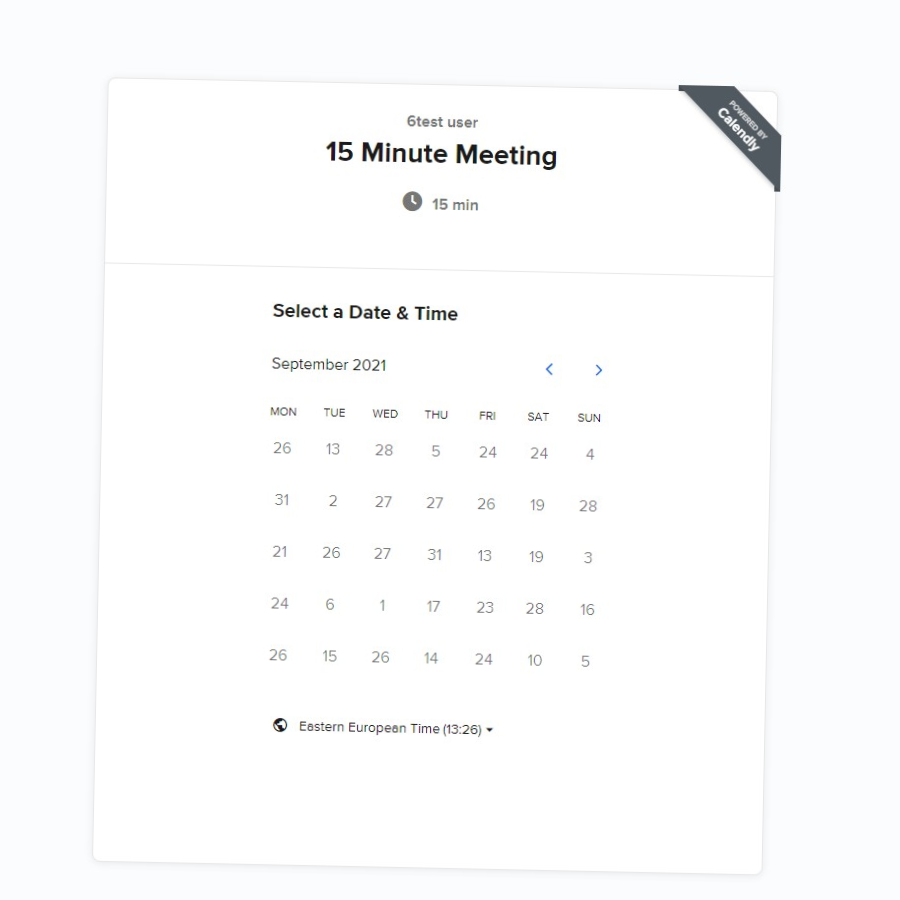 6test user
POWERED BY
Calendly
15 Minute Meeting
15 min
Select a Date & Time
September 2021
MON TUE WED THU FRI SAT SUN
26 13 28 5 24 24 4
31 2 27 27 26 19 28
21 26 27 31 13 19 3
24 6 1 17 23 28 16
26 15 26 14 24 10 5
Eastern European Time (13:26)